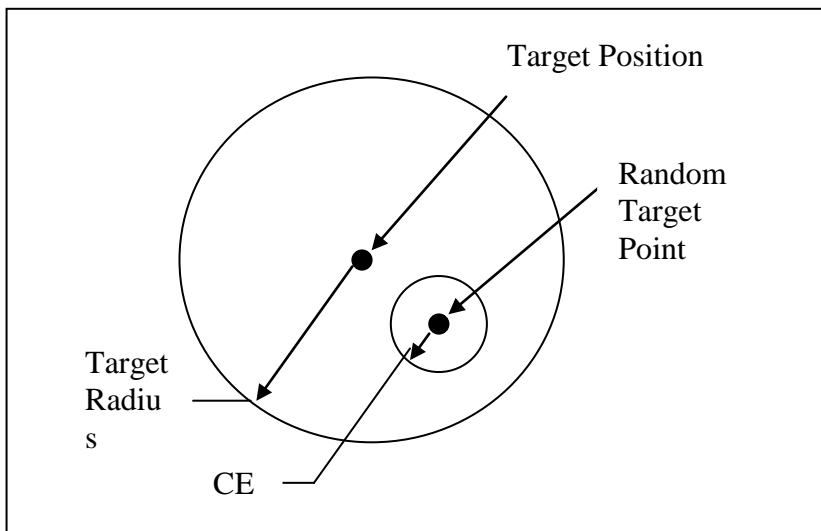 Target Position
Random
Target
Point
Target
Radiu
s
CE